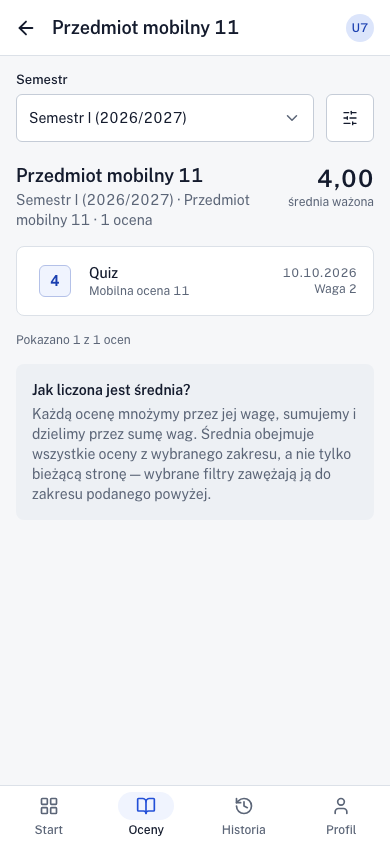 Przedmiot mobilny 11
U7
Semestr
Semestr I (2026/2027)
Przedmiot mobilny 11
4,00
Semestr I (2026/2027) · Przedmiot
mobilny 11 · 1 ocena
średnia ważona
4
Quiz
10.10.2026
Mobilna ocena 11
Waga 2
Pokazano 1 z 1 ocen
Jak liczona jest średnia?
Każdą ocenę mnożymy przez jej wagę, sumujemy i
dzielimy przez sumę wag. Średnia obejmuje
wszystkie oceny z wybranego zakresu, a nie tylko
bieżącą stronę — wybrane filtry zawężają ją do
zakresu podanego powyżej.
Start
Oceny
Historia
Profil